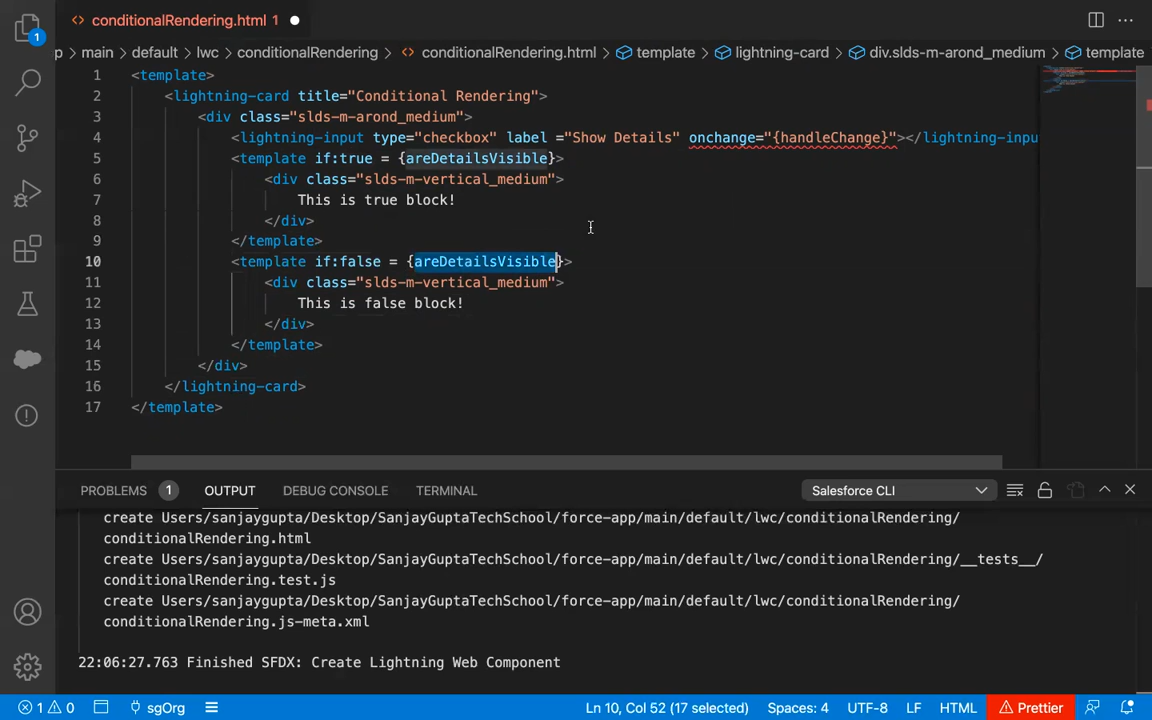 1
conditionalRendering.html 1
p > main > default > lwc > conditionalRendering > conditionalRendering.html > template > lightning-card > div.slds-m-arond_medium > template
1 <template>
2 <lightning-card title="Conditional Rendering">
3 <div class="slds-m-arond_medium">
4 <lightning-input type="checkbox" label ="Show Details" onchange="{handleChange}"></lightning-inpu
5 <template if:true = {areDetailsVisible}>
6 <div class="slds-m-vertical_medium">
7 This is true block!
8 </div>
9 </template>
10 <template if:false = {areDetailsVisible}>
11 <div class="slds-m-vertical_medium">
12 This is false block!
13 </div>
14 </template>
15 </div>
16 </lightning-card>
17 </template>
PROBLEMS 1 OUTPUT DEBUG CONSOLE TERMINAL Salesforce CLI
create Users/sanjaygupta/Desktop/SanjayGuptaTechSchool/force-app/main/default/lwc/conditionalRendering/
conditionalRendering.html
create Users/sanjaygupta/Desktop/SanjayGuptaTechSchool/force-app/main/default/lwc/conditionalRendering/__tests__/
conditionalRendering.test.js
create Users/sanjaygupta/Desktop/SanjayGuptaTechSchool/force-app/main/default/lwc/conditionalRendering/
conditionalRendering.js-meta.xml
22:06:27.763 Finished SFDX: Create Lightning Web Component
1 0 sgOrg Ln 10, Col 52 (17 selected) Spaces: 4 UTF-8 LF HTML Prettier